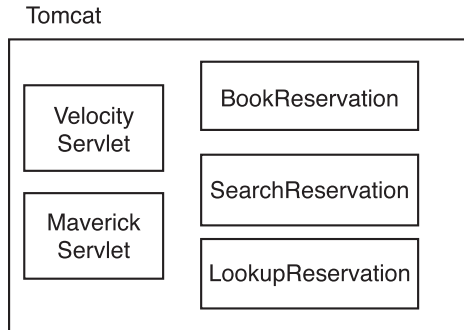 Tomcat
Velocity
Servlet
Maverick
Servlet
BookReservation
SearchReservation
LookupReservation